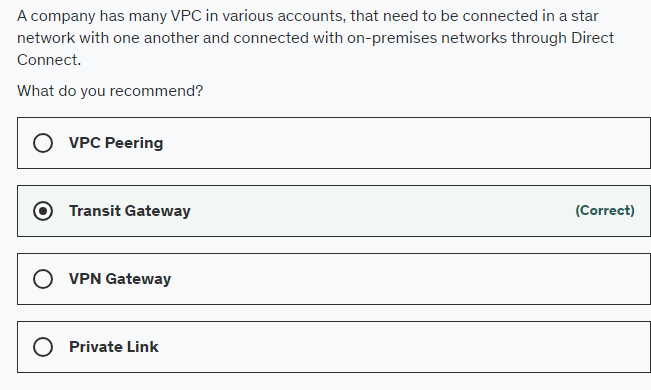 A company has many VPC in various accounts, that need to be connected in a star
network with one another and connected with on-premises networks through Direct
Connect.
What do you recommend?
VPC Peering
Transit Gateway (Correct)
VPN Gateway
Private Link